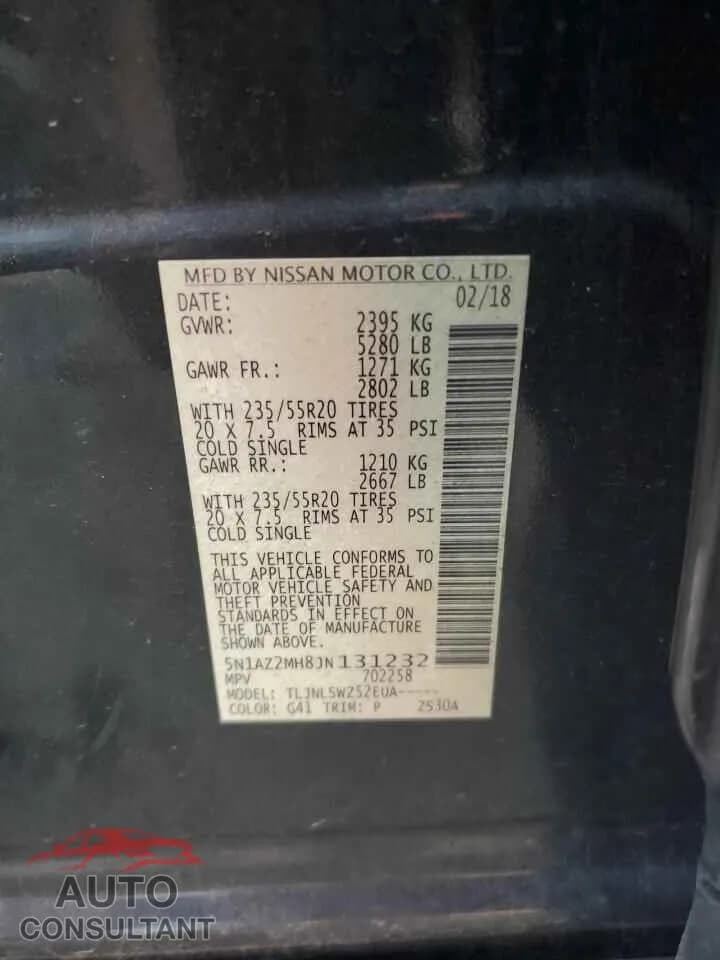 MFD BY NISSAN MOTOR CO., LTD.
DATE: 02/18
GVWR: 2395 KG
5280 LB
GAWR FR.: 1271 KG
2802 LB
WITH 235/55R20 TIRES
20 X 7.5 RIMS AT 35 PSI
COLD SINGLE
GAWR RR.: 1210 KG
2667 LB
WITH 235/55R20 TIRES
20 X 7.5 RIMS AT 35 PSI
COLD SINGLE
THIS VEHICLE CONFORMS TO
ALL APPLICABLE FEDERAL
MOTOR VEHICLE SAFETY AND
THEFT PREVENTION
STANDARDS IN EFFECT ON
THE DATE OF MANUFACTURE
SHOWN ABOVE.
5N1AZ2MH8JN131232
MPV 702258
MODEL: TLJNLSWZ52EUA-----
COLOR: G41 TRIM: P 2530A
AUTO
CONSULTANT